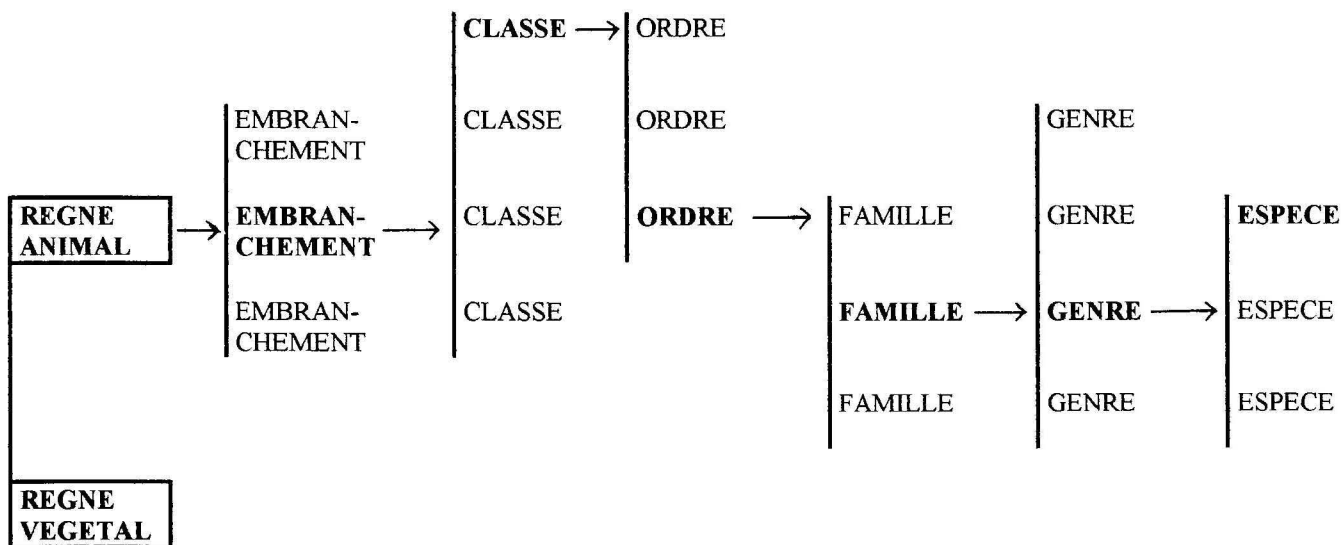 CLASSE → ORDRE
EMBRAN-
CHEMENT
CLASSE
ORDRE
GENRE
REGNE
ANIMAL
→ EMBRAN-
CHEMENT
→ CLASSE
ORDRE → FAMILLE
GENRE
ESPECE
EMBRAN-
CHEMENT
CLASSE
FAMILLE → GENRE → ESPECE
FAMILLE
GENRE
ESPECE
REGNE
VEGETAL